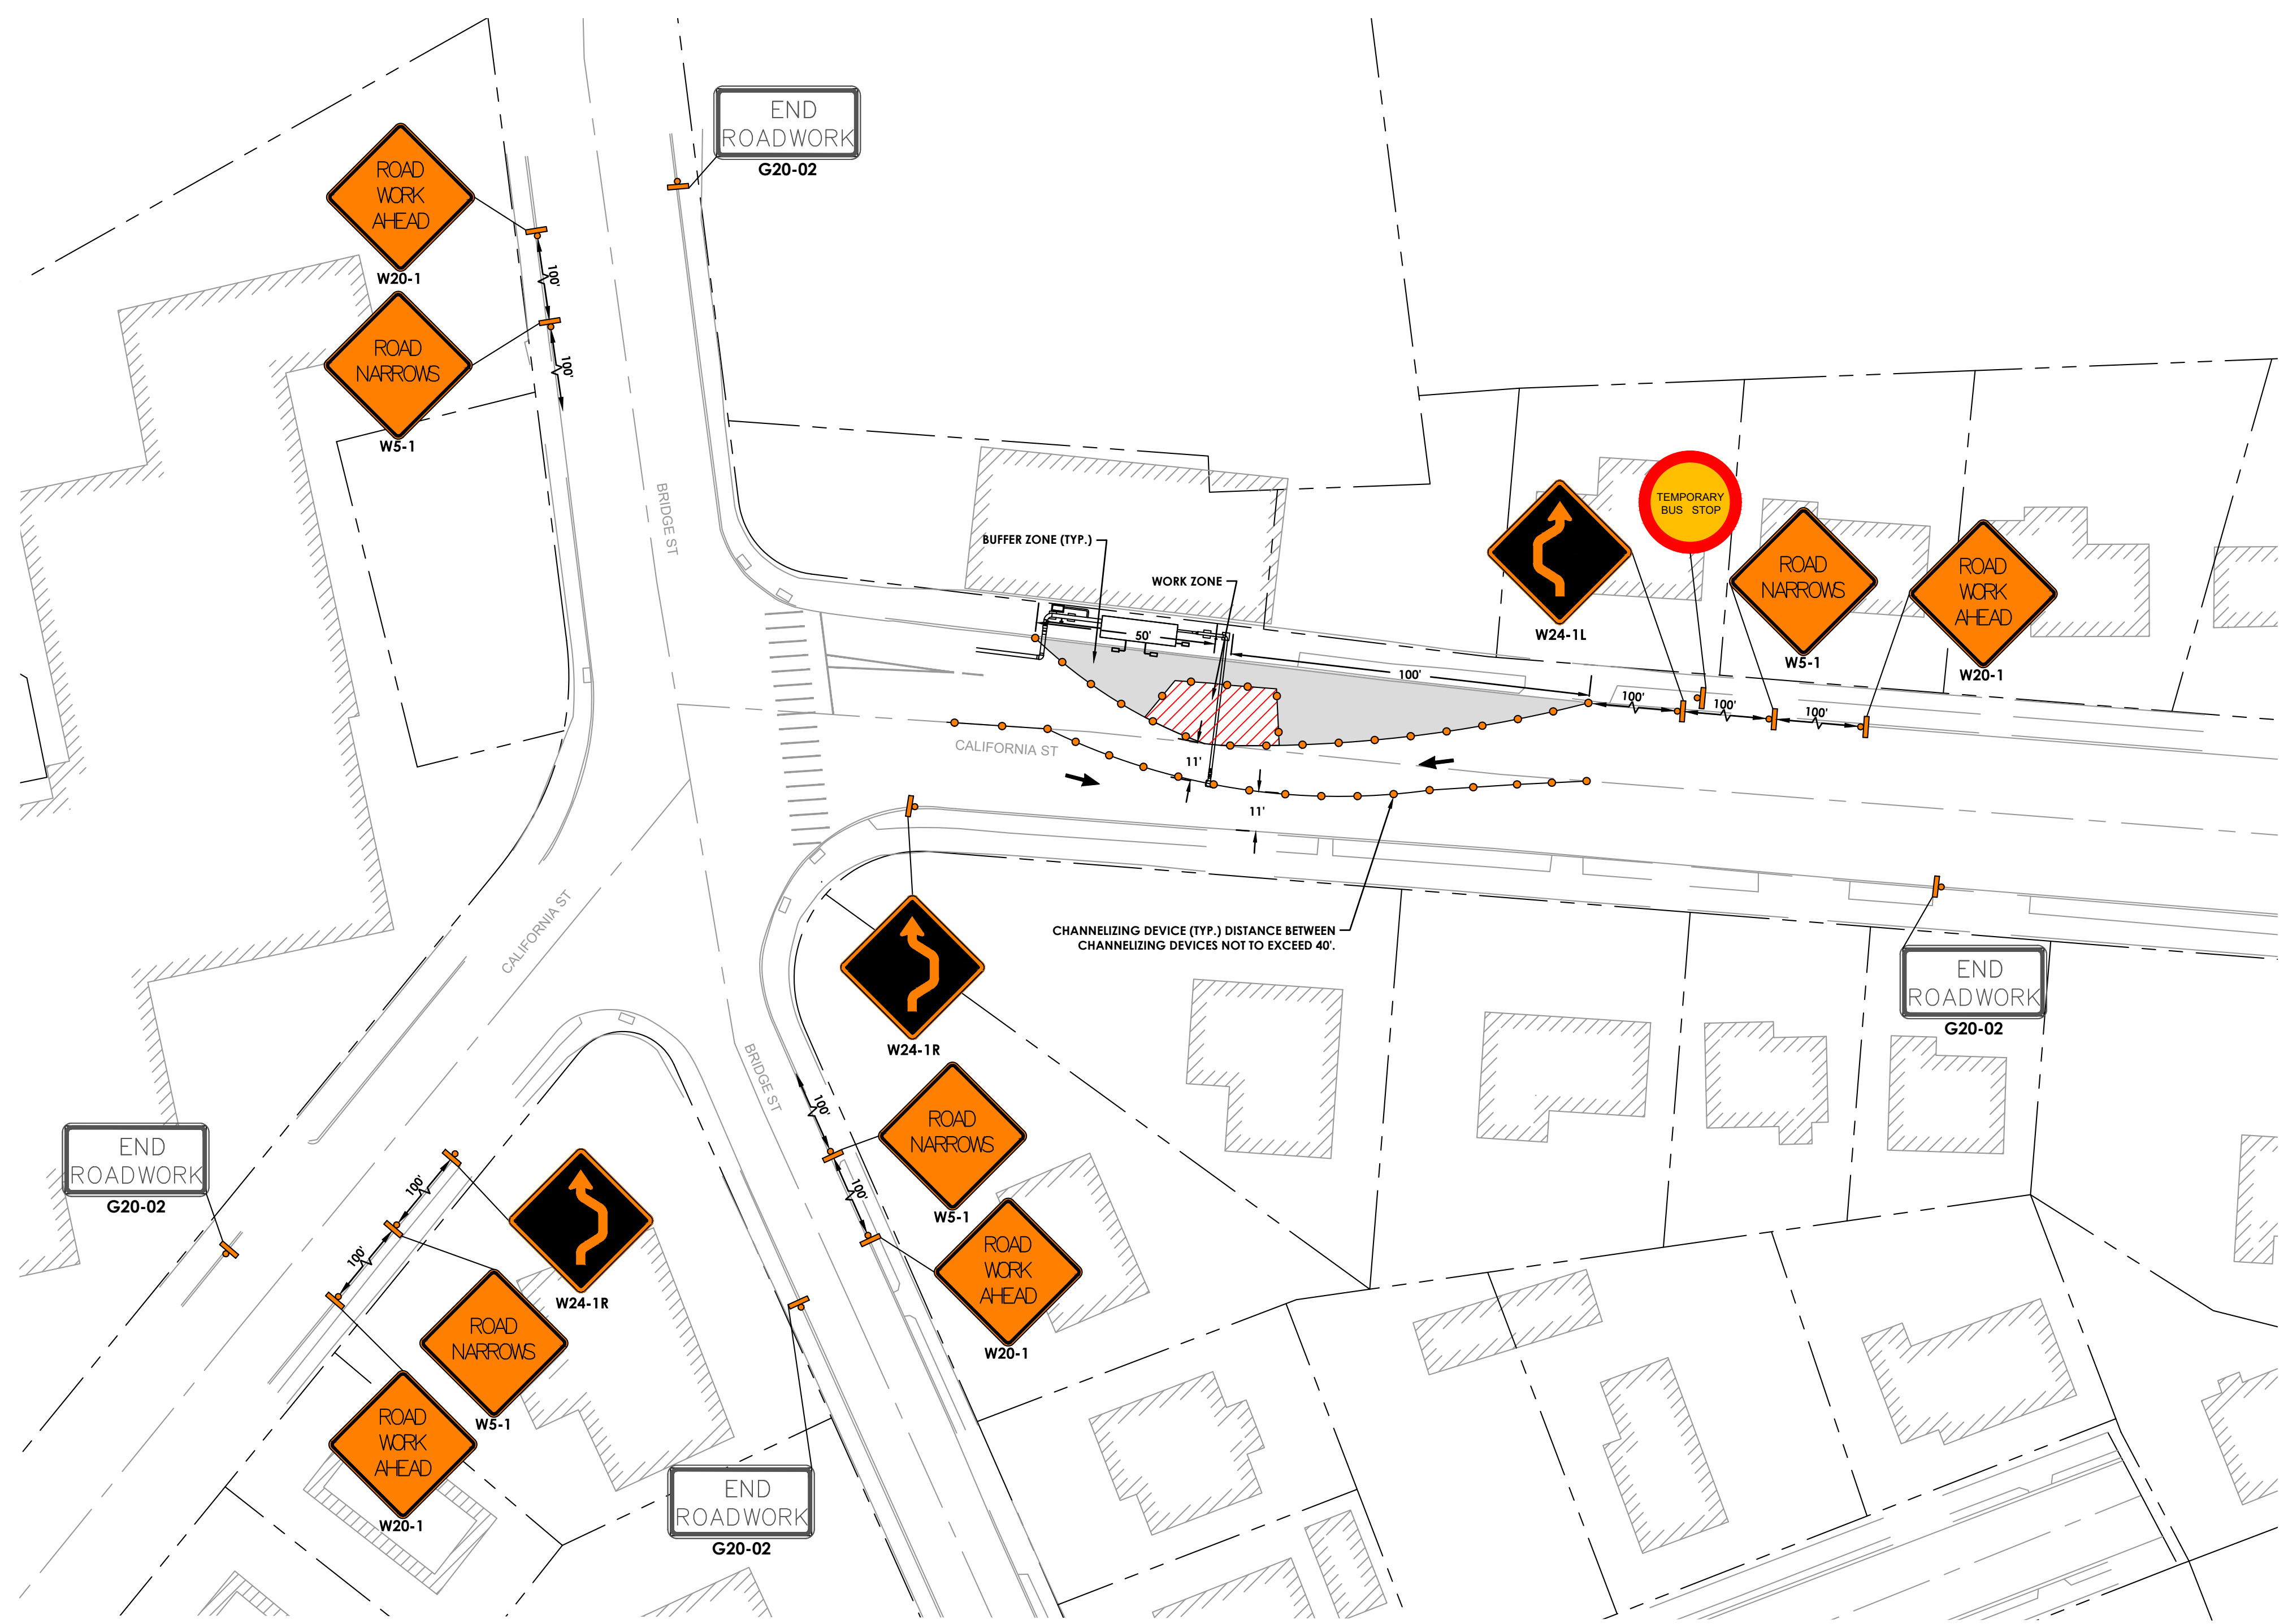 END
ROADWORK
G20-02
ROAD
WORK
AHEAD
W20-1
100'
ROAD
NARROWS
W5-1
100'
BRIDGE ST
BUFFER ZONE (TYP.)
WORK ZONE
50'
100'
W24-1L
TEMPORARY
BUS STOP
ROAD
NARROWS
W5-1
ROAD
WORK
AHEAD
W20-1
100'
100'
100'
CALIFORNIA ST
11'
11'
CHANNELIZING DEVICE (TYP.) DISTANCE BETWEEN
CHANNELIZING DEVICES NOT TO EXCEED 40'.
END
ROADWORK
G20-02
CALIFORNIA ST
W24-1R
BRIDGE ST
100'
ROAD
NARROWS
W5-1
100'
ROAD
WORK
AHEAD
W20-1
END
ROADWORK
G20-02
100'
100'
W24-1R
ROAD
NARROWS
W5-1
ROAD
WORK
AHEAD
W20-1
END
ROADWORK
G20-02